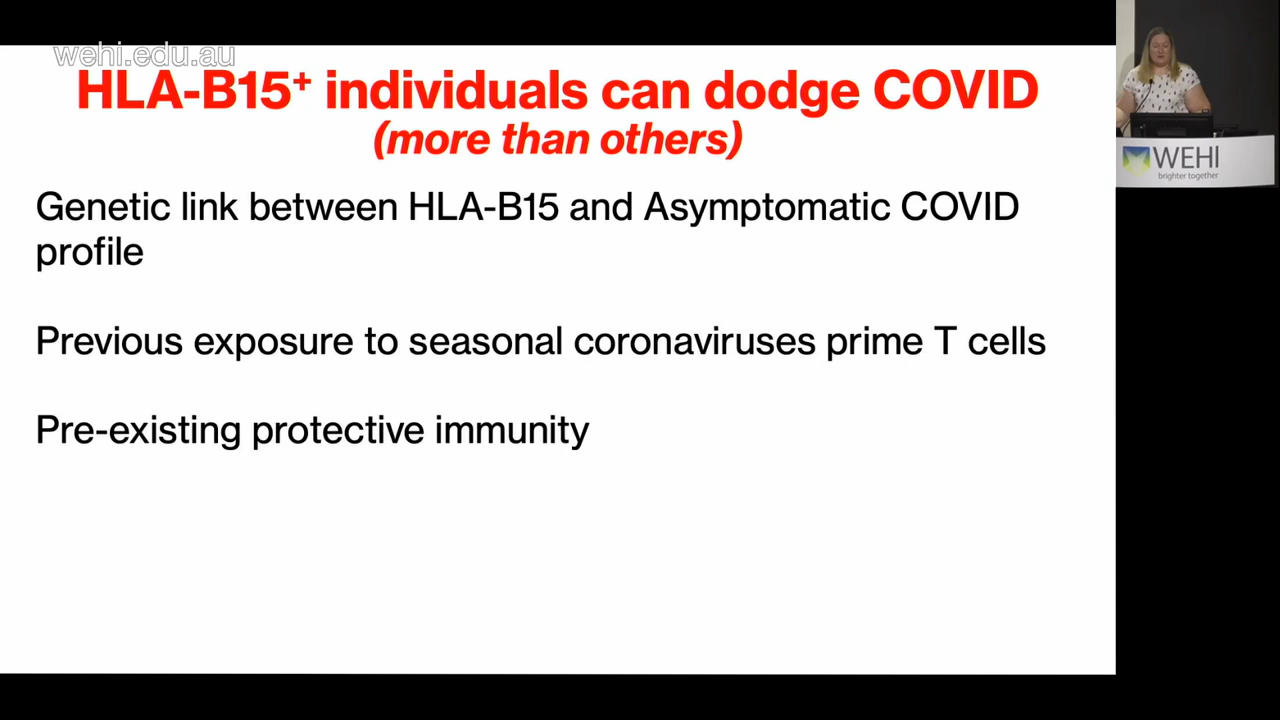 wehi.edu.au
HLA-B15⁺ individuals can dodge COVID
(more than others)
Genetic link between HLA-B15 and Asymptomatic COVID
profile
Previous exposure to seasonal coronaviruses prime T cells
Pre-existing protective immunity
WEHI
brighter together